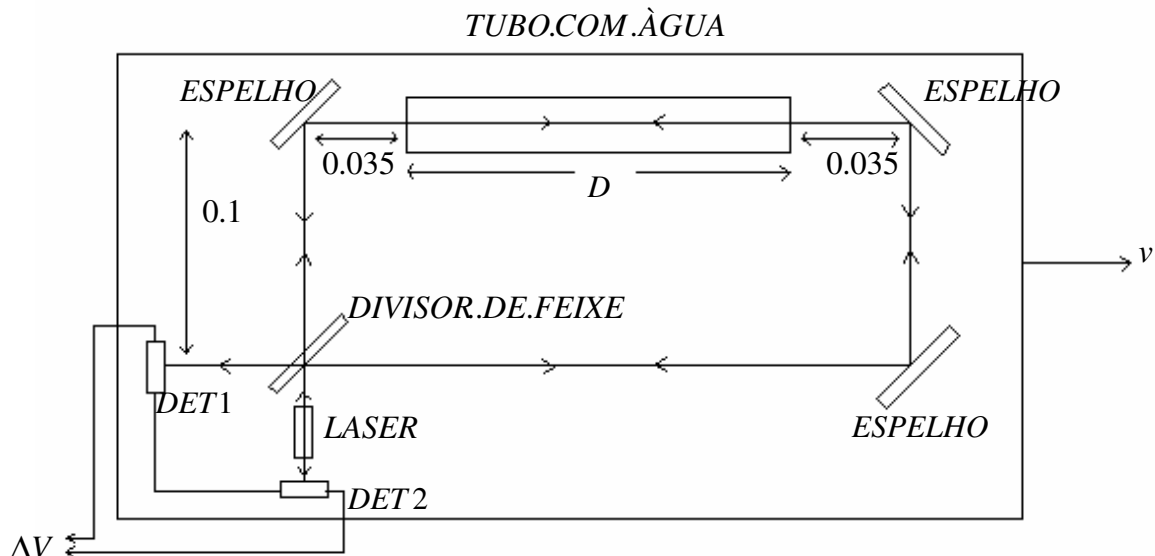 TUBO.COM.ÀGUA
ESPELHO
ESPELHO
0.035
0.035
D
0.1
v
DIVISOR..DE.FEIXE
DET1
LASER
ESPELHO
DET2
ΔV